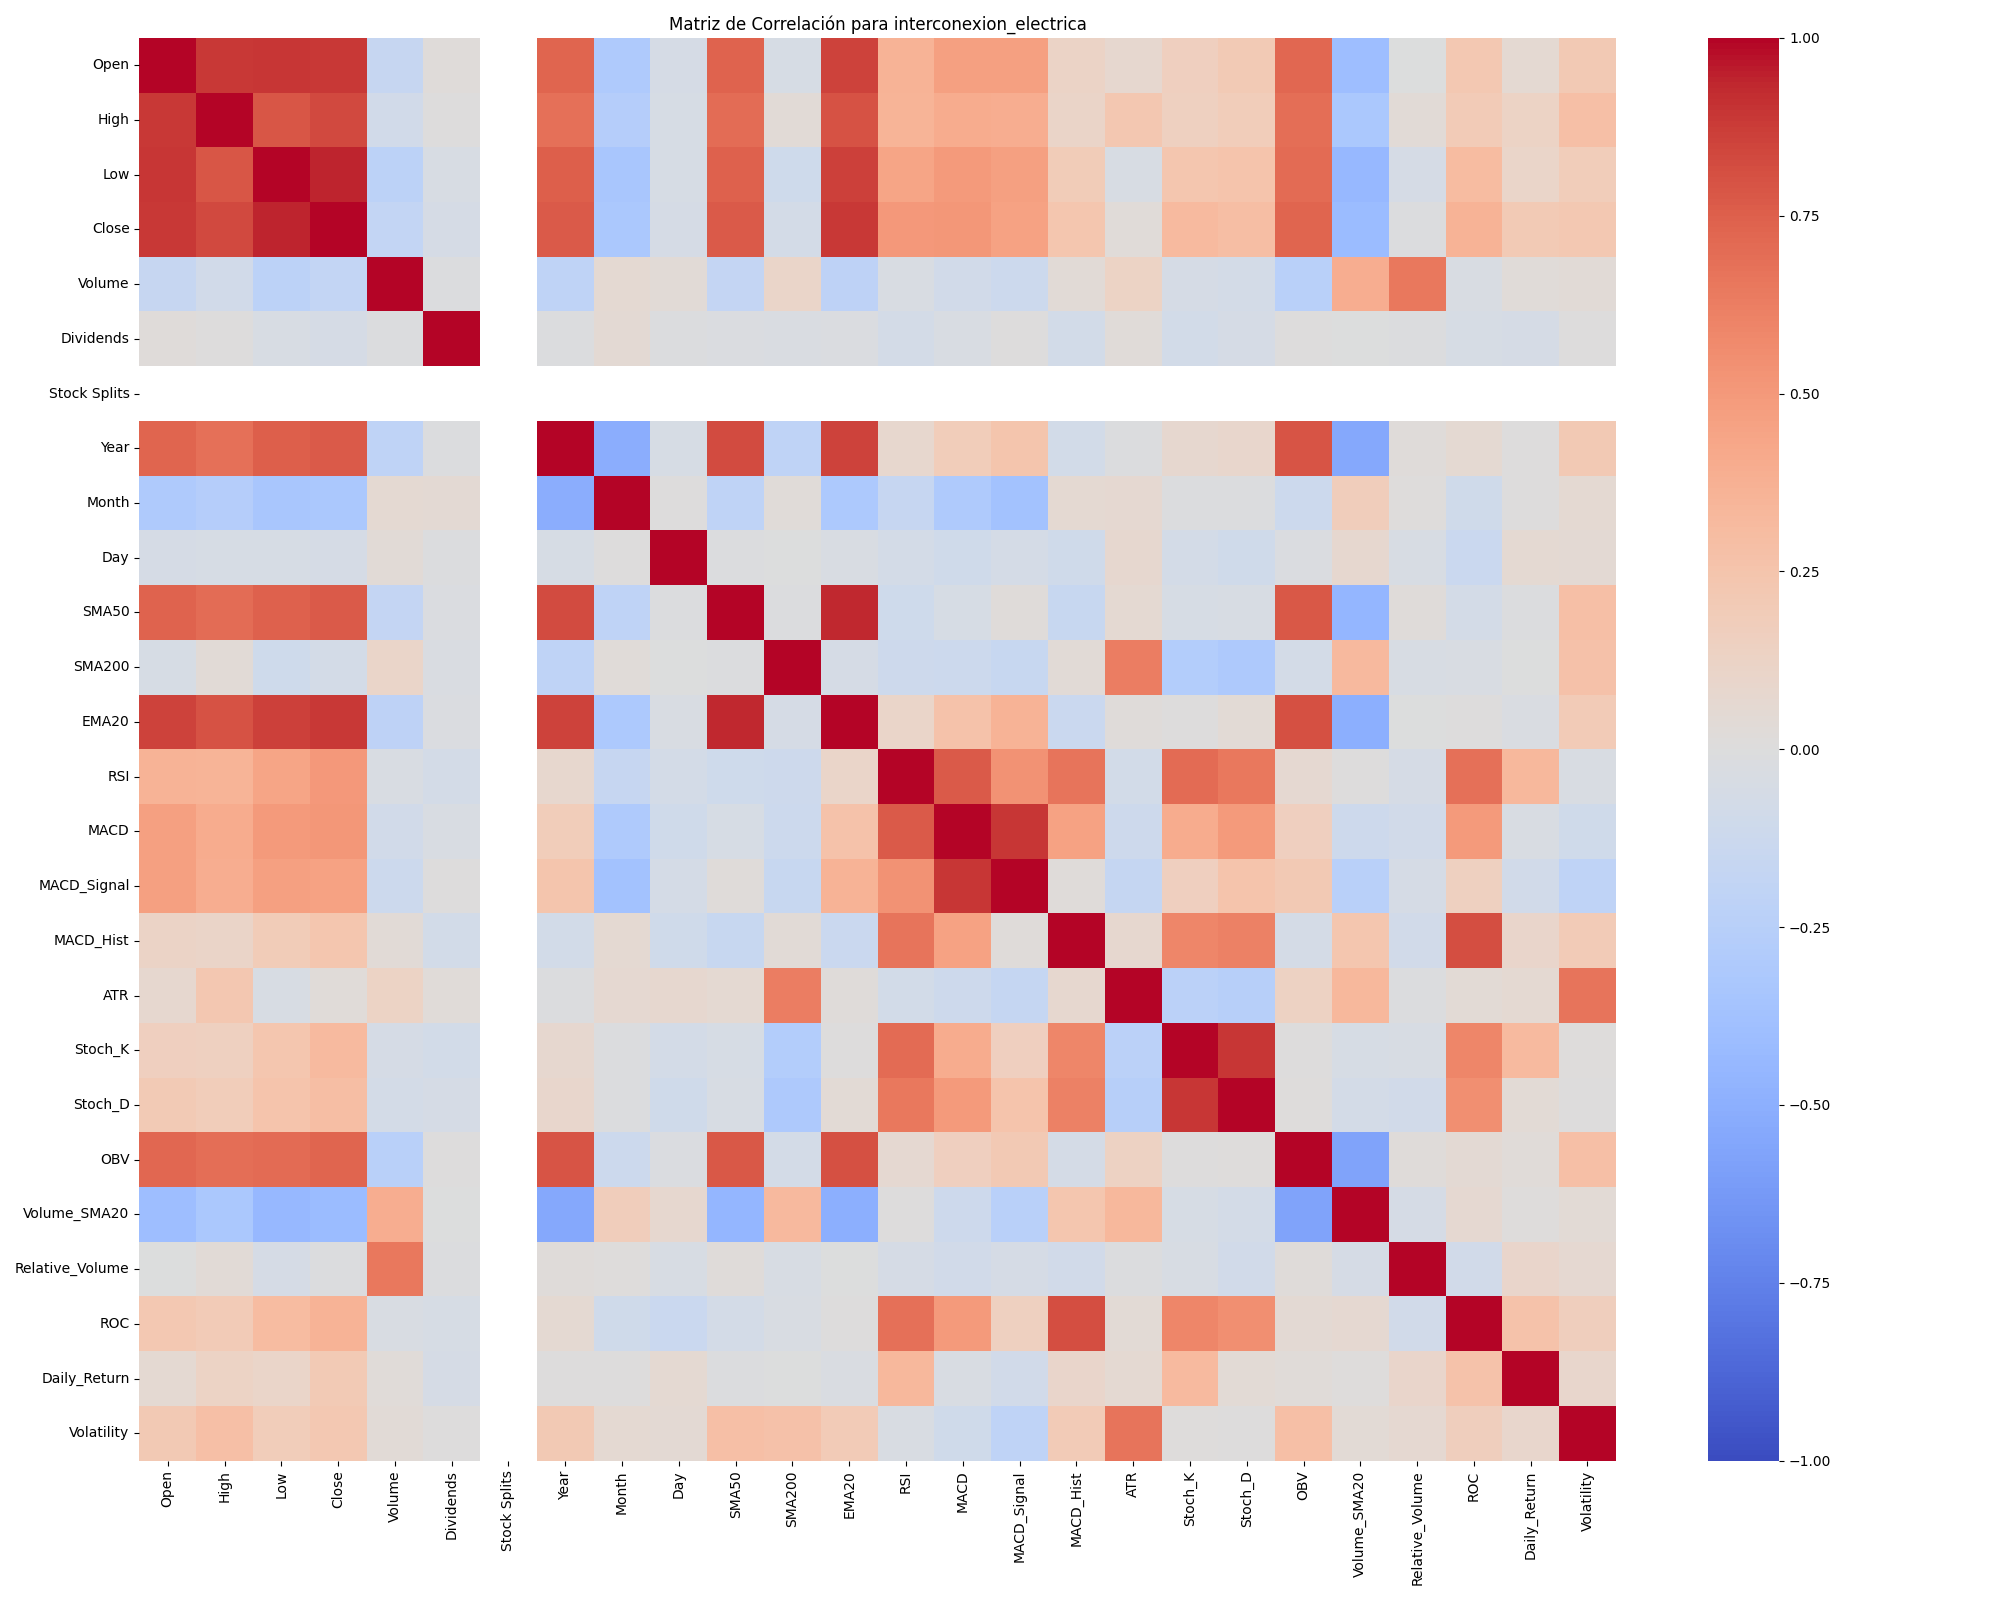 Matriz de Correlación para interconexion_electrica
Open
High
Low
Close
Volume
Dividends
Stock Splits
Year
Month
Day
SMA50
SMA200
EMA20
RSI
MACD
MACD_Signal
MACD_Hist
ATR
Stoch_K
Stoch_D
OBV
Volume_SMA20
Relative_Volume
ROC
Daily_Return
Volatility
Open
High
Low
Close
Volume
Dividends
Stock Splits
Year
Month
Day
SMA50
SMA200
EMA20
RSI
MACD
MACD_Signal
MACD_Hist
ATR
Stoch_K
Stoch_D
OBV
Volume_SMA20
Relative_Volume
ROC
Daily_Return
Volatility
1.00
0.75
0.50
0.25
0.00
−0.25
−0.50
−0.75
−1.00